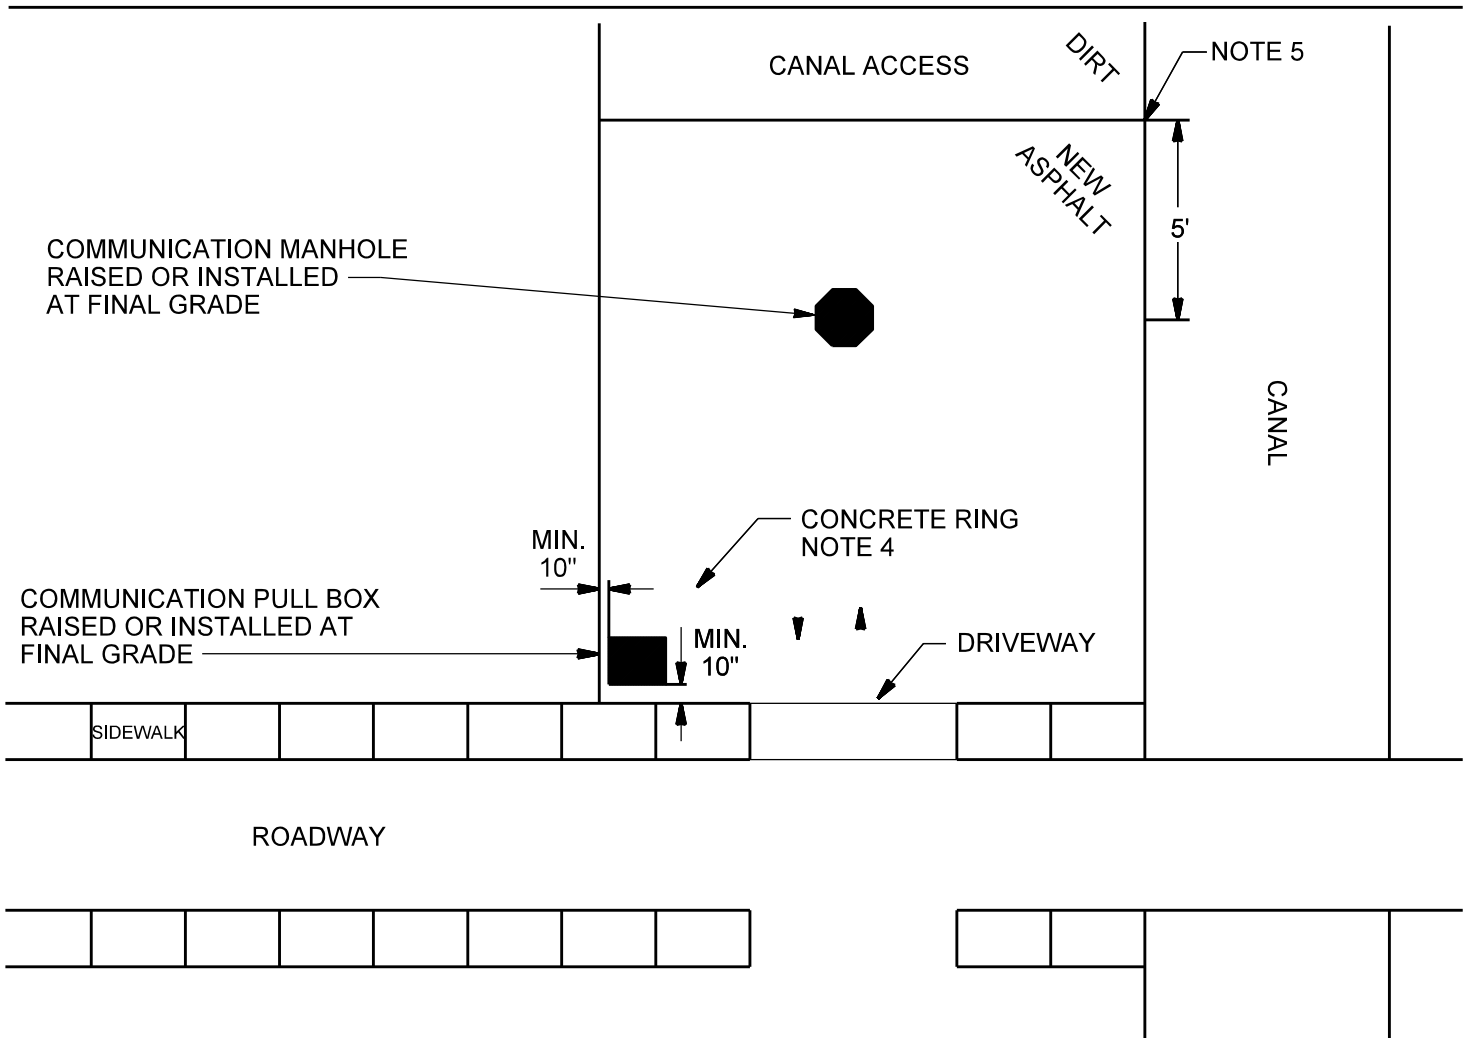 CANAL ACCESS
DIRT
NOTE 5
NEW
ASPHALT
5'
COMMUNICATION MANHOLE
RAISED OR INSTALLED
AT FINAL GRADE
CANAL
CONCRETE RING
NOTE 4
MIN.
10"
COMMUNICATION PULL BOX
RAISED OR INSTALLED AT
FINAL GRADE
MIN.
10"
DRIVEWAY
SIDEWALK
ROADWAY